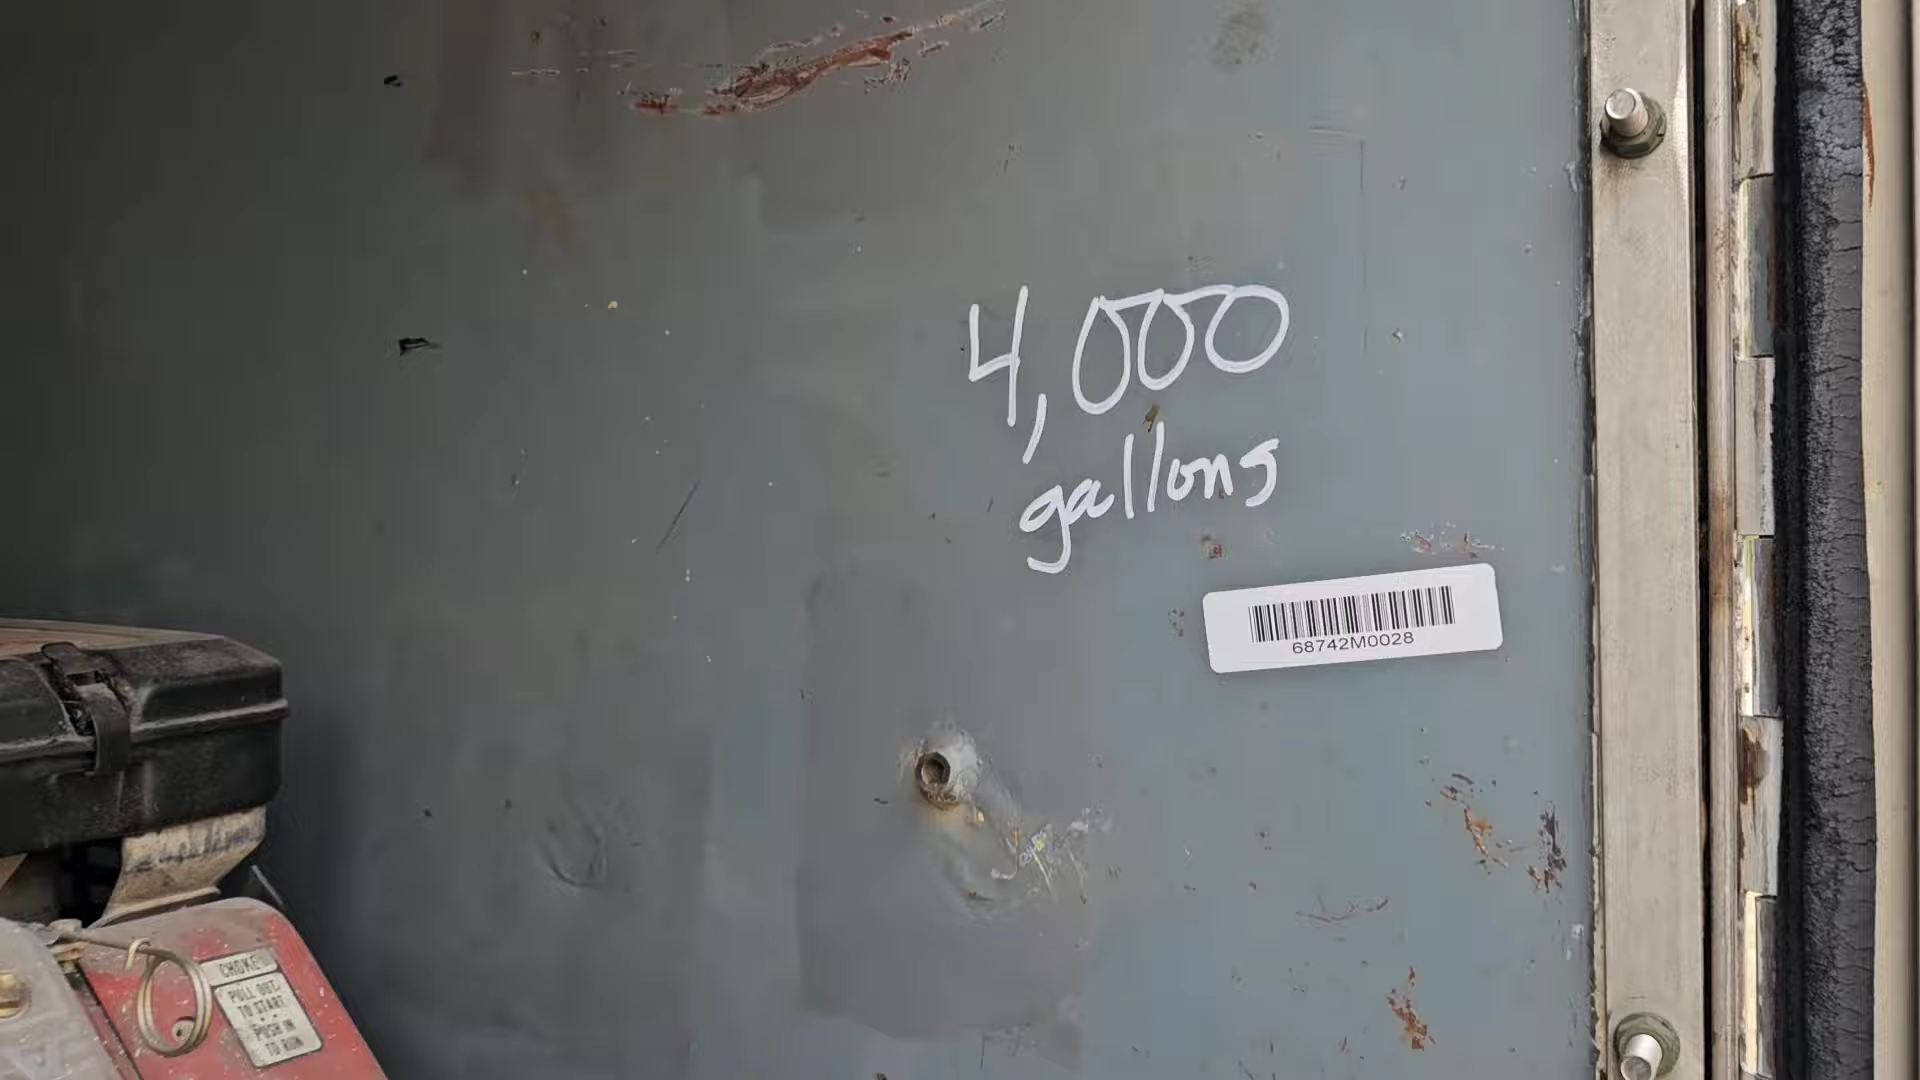 4,000
gallons
68742M0028
CHOKE
PULL OUT
TO START
PUSH IN
TO RUN